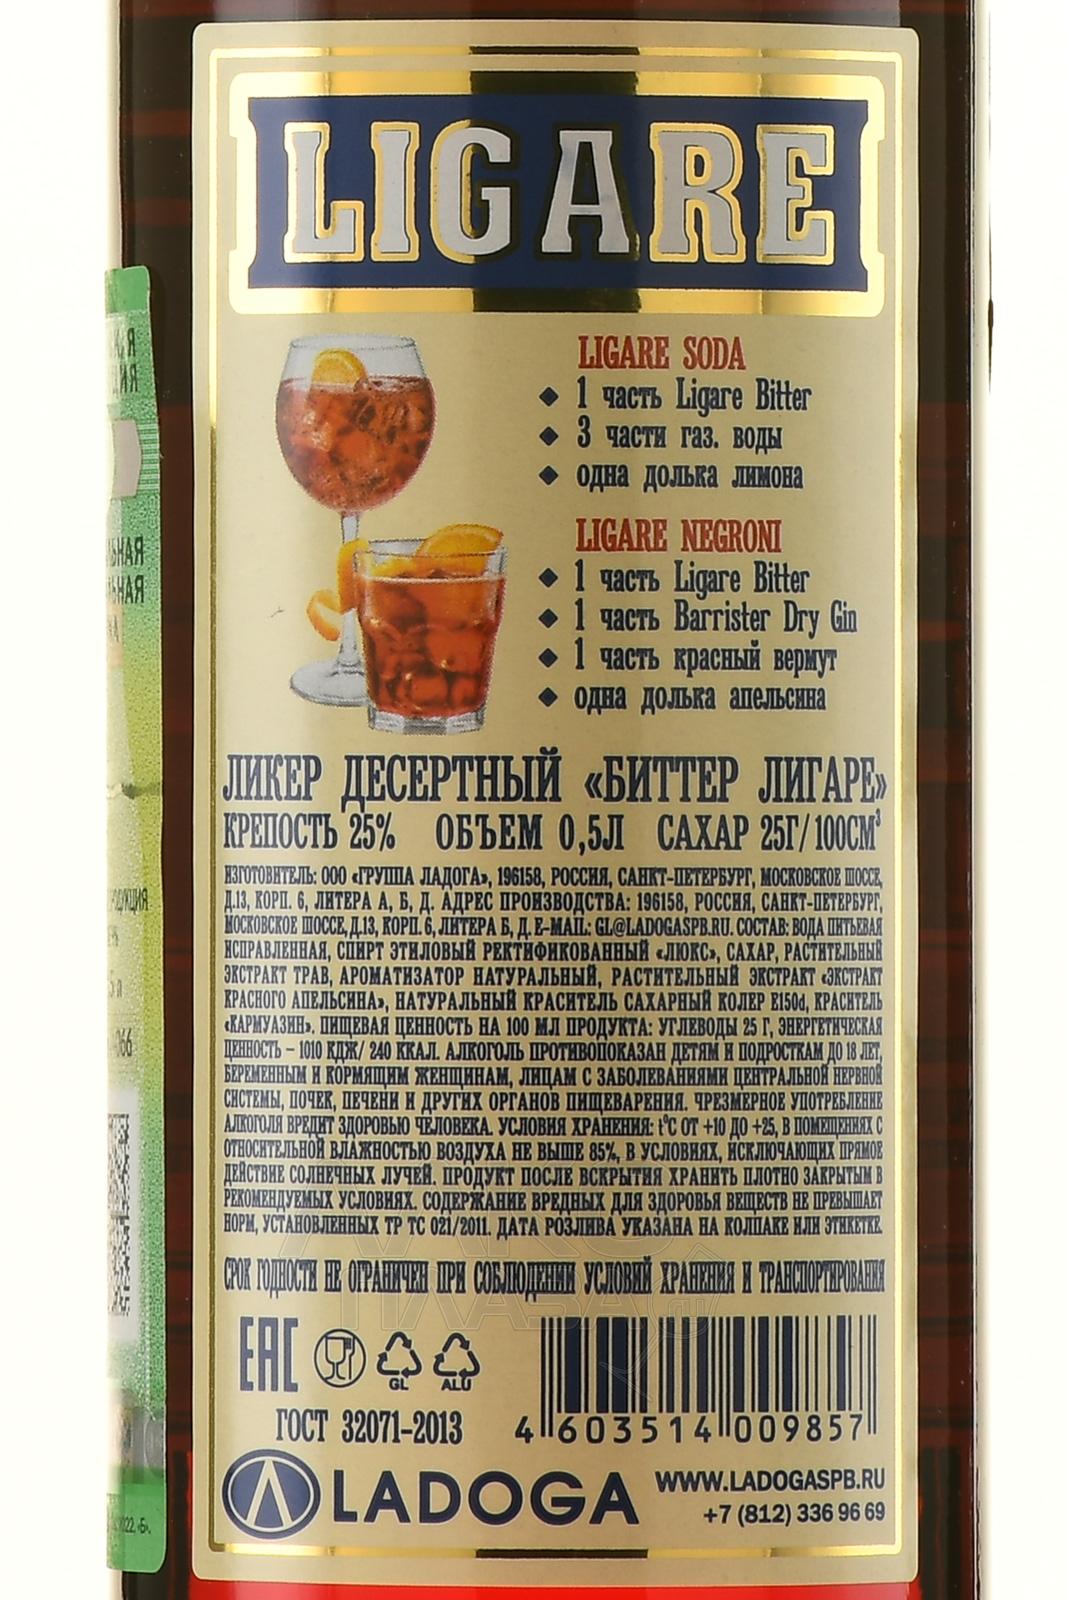 LIGARE
LIGARE SODA
◆ 1 часть Ligare Bitter
◆ 3 части газ. воды
◆ одна долька лимона
LIGARE NEGRONI
◆ 1 часть Ligare Bitter
◆ 1 часть Barrister Dry Gin
◆ 1 часть красный вермут
◆ одна долька апельсина
ЛИКЕР ДЕСЕРТНЫЙ «БИТТЕР ЛИГАРЕ»
КРЕПОСТЬ 25% ОБЪЕМ 0,5Л САХАР 25Г/100СМ³
ИЗГОТОВИТЕЛЬ: ООО «ГРУППА ЛАДОГА», 196158, РОССИЯ, САНКТ-ПЕТЕРБУРГ, МОСКОВСКОЕ ШОССЕ,
Д.13, КОРП. 6, ЛИТЕРА А, Б, Д. АДРЕС ПРОИЗВОДСТВА: 196158, РОССИЯ, САНКТ-ПЕТЕРБУРГ,
МОСКОВСКОЕ ШОССЕ, Д.13, КОРП. 6, ЛИТЕРА Б, Д. E-MAIL: GL@LADOGASPB.RU. СОСТАВ: ВОДА ПИТЬЕВАЯ
ИСПРАВЛЕННАЯ, СПИРТ ЭТИЛОВЫЙ РЕКТИФИКОВАННЫЙ «ЛЮКС», САХАР, РАСТИТЕЛЬНЫЙ
ЭКСТРАКТ ТРАВ, АРОМАТИЗАТОР НАТУРАЛЬНЫЙ, РАСТИТЕЛЬНЫЙ ЭКСТРАКТ «ЭКСТРАКТ
КРАСНОГО АПЕЛЬСИНА», НАТУРАЛЬНЫЙ КРАСИТЕЛЬ САХАРНЫЙ КОЛЕР E150d, КРАСИТЕЛЬ
«КАРМУАЗИН». ПИЩЕВАЯ ЦЕННОСТЬ НА 100 МЛ ПРОДУКТА: УГЛЕВОДЫ 25 Г, ЭНЕРГЕТИЧЕСКАЯ
ЦЕННОСТЬ – 1010 КДЖ/ 240 ККАЛ. АЛКОГОЛЬ ПРОТИВОПОКАЗАН ДЕТЯМ И ПОДРОСТКАМ ДО 18 ЛЕТ,
БЕРЕМЕННЫМ И КОРМЯЩИМ ЖЕНЩИНАМ, ЛИЦАМ С ЗАБОЛЕВАНИЯМИ ЦЕНТРАЛЬНОЙ НЕРВНОЙ
СИСТЕМЫ, ПОЧЕК, ПЕЧЕНИ И ДРУГИХ ОРГАНОВ ПИЩЕВАРЕНИЯ. ЧРЕЗМЕРНОЕ УПОТРЕБЛЕНИЕ
АЛКОГОЛЯ ВРЕДИТ ЗДОРОВЬЮ ЧЕЛОВЕКА. УСЛОВИЯ ХРАНЕНИЯ: t°С ОТ +10 ДО +25, В ПОМЕЩЕНИЯХ С
ОТНОСИТЕЛЬНОЙ ВЛАЖНОСТЬЮ ВОЗДУХА НЕ ВЫШЕ 85%, В УСЛОВИЯХ, ИСКЛЮЧАЮЩИХ ПРЯМОЕ
ДЕЙСТВИЕ СОЛНЕЧНЫХ ЛУЧЕЙ. ПРОДУКТ ПОСЛЕ ВСКРЫТИЯ ХРАНИТЬ ПЛОТНО ЗАКРЫТЫМ В
РЕКОМЕНДУЕМЫХ УСЛОВИЯХ. СОДЕРЖАНИЕ ВРЕДНЫХ ДЛЯ ЗДОРОВЬЯ ВЕЩЕСТВ НЕ ПРЕВЫШАЕТ
НОРМ, УСТАНОВЛЕННЫХ ТР ТС 021/2011. ДАТА РОЗЛИВА УКАЗАНА НА КОЛПАКЕ ИЛИ ЭТИКЕТКЕ.
СРОК ГОДНОСТИ НЕ ОГРАНИЧЕН ПРИ СОБЛЮДЕНИИ УСЛОВИЙ ХРАНЕНИЯ И ТРАНСПОРТИРОВАНИЯ
EAC GL ALU
ГОСТ 32071-2013
4 603514 009857
LADOGA
WWW.LADOGASPB.RU
+7 (812) 336 96 69